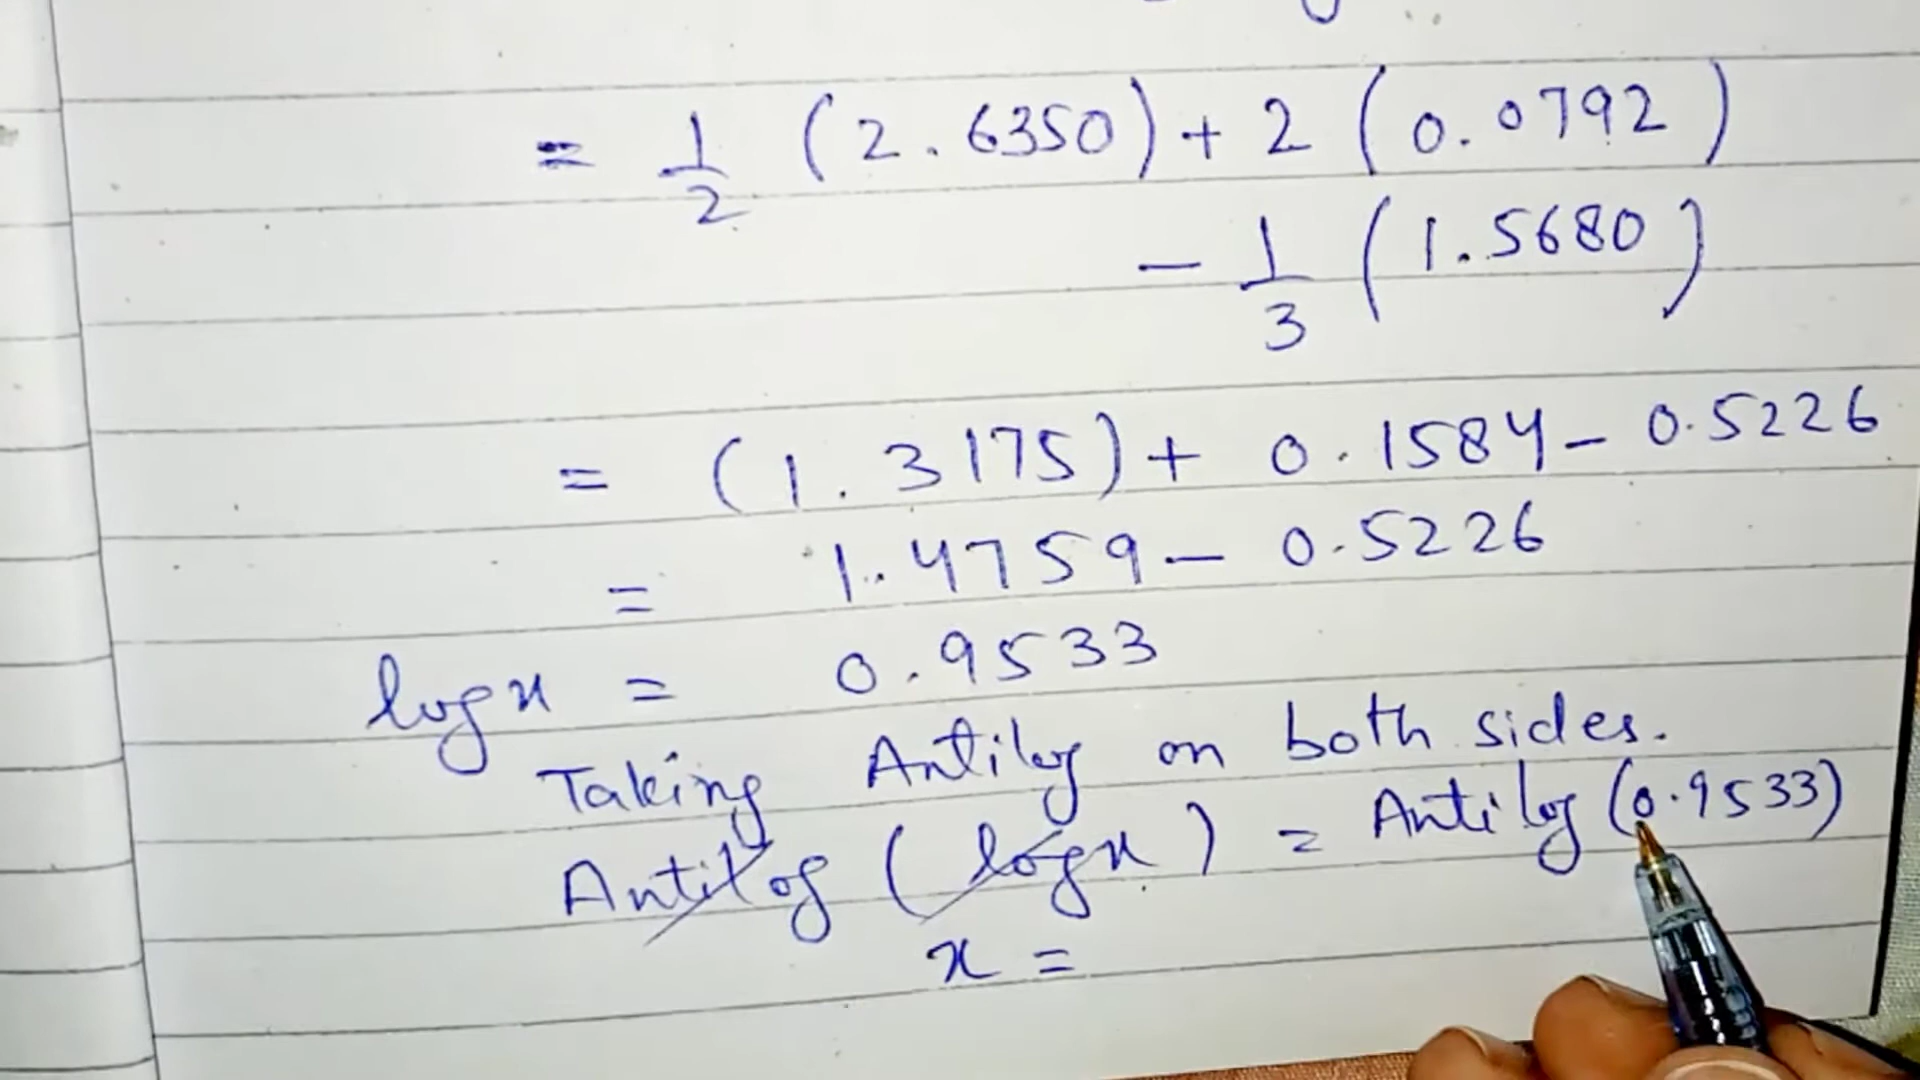 = 1/2 (2.6350) + 2 (0.0792)
- 1/3 (1.5680)
= (1.3175) + 0.1584 - 0.5226
= 1.4759 - 0.5226
log x = 0.9533
Taking Antilog on both sides.
Antilog (log x) = Antilog (0.9533)
x =